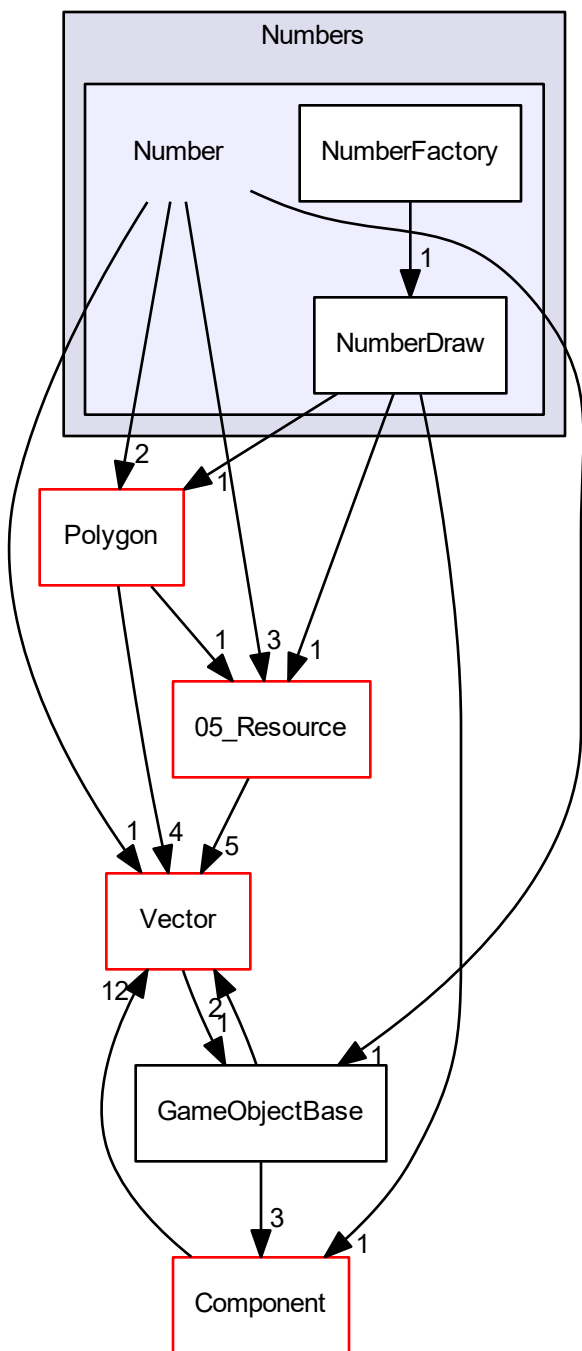 Numbers
Number
NumberFactory
1
NumberDraw
2
1
Polygon
1
3
1
05_Resource
1
4
5
Vector
12
2
1
1
GameObjectBase
3
1
Component